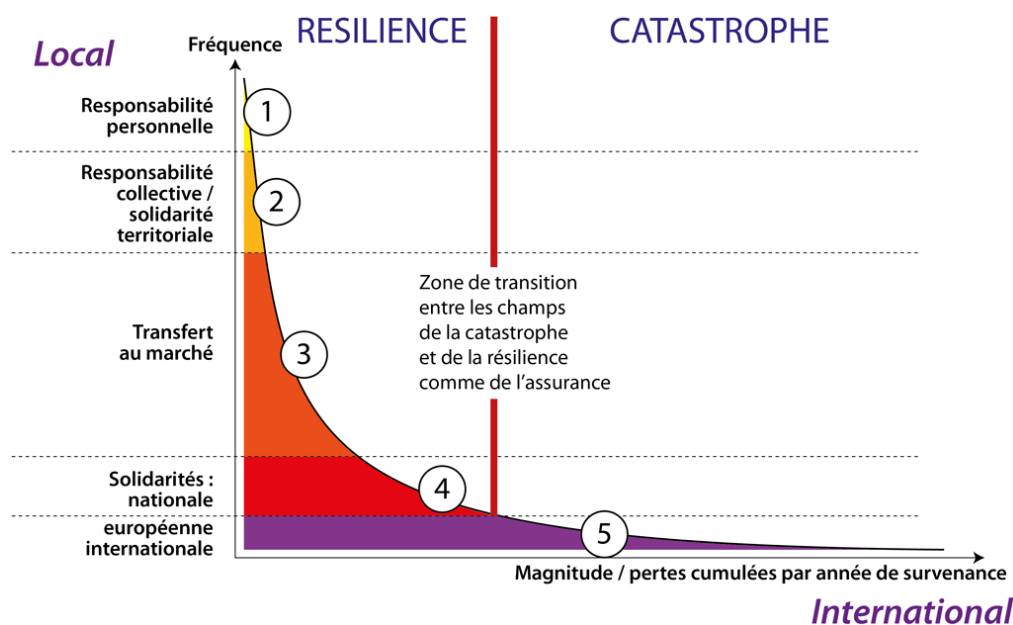 RESILIENCE
CATASTROPHE
Local
Fréquence
Responsabilité
personnelle
1
Responsabilité
collective /
solidarité
territoriale
2
Zone de transition
entre les champs
de la catastrophe
et de la résilience
comme de l’assurance
Transfert
au marché
3
Solidarités :
nationale
4
européenne
internationale
5
Magnitude / pertes cumulées par année de survenance
International